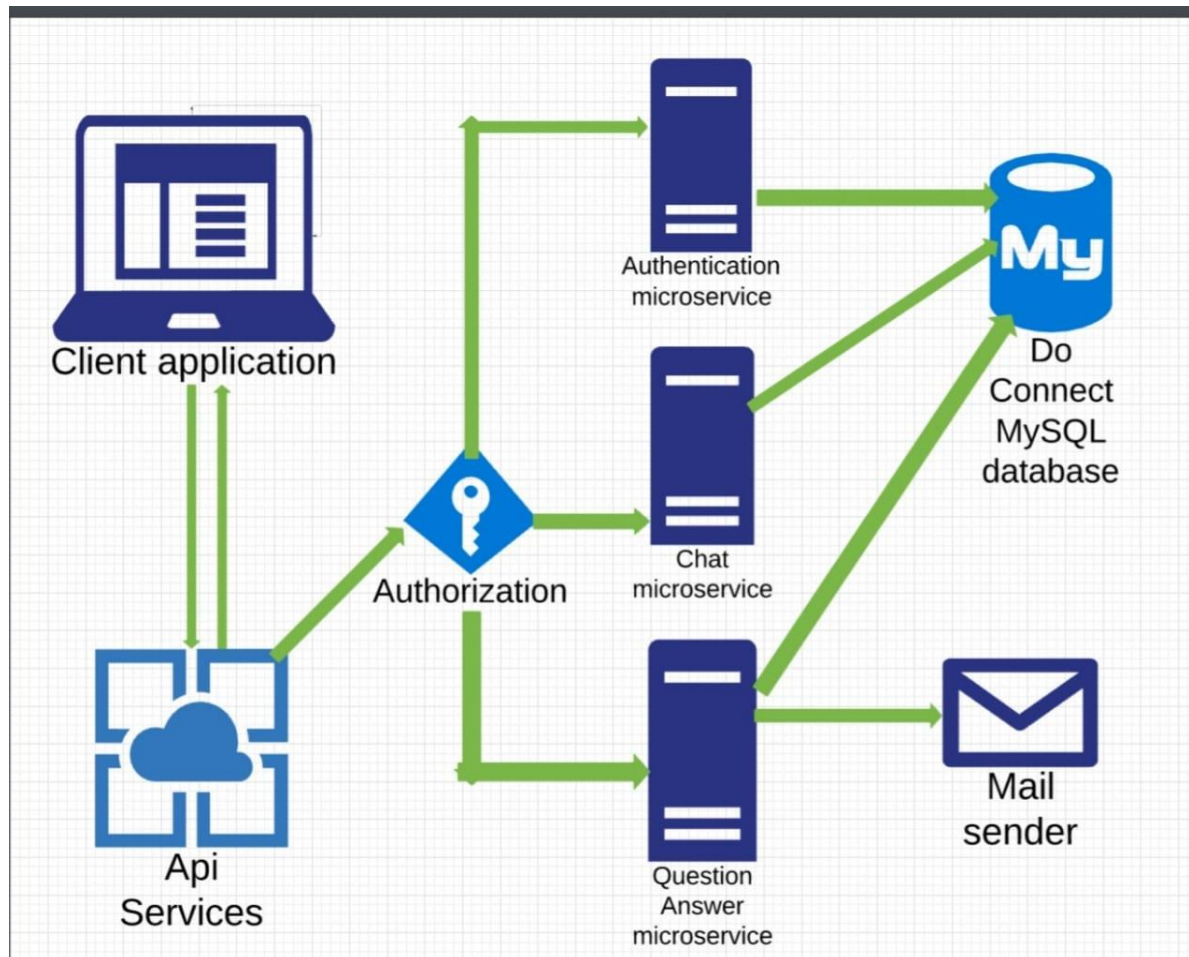 Client application
Api
Services
Authorization
Authentication
microservice
Chat
microservice
Question
Answer
microservice
My
Do
Connect
MySQL
database
Mail
sender